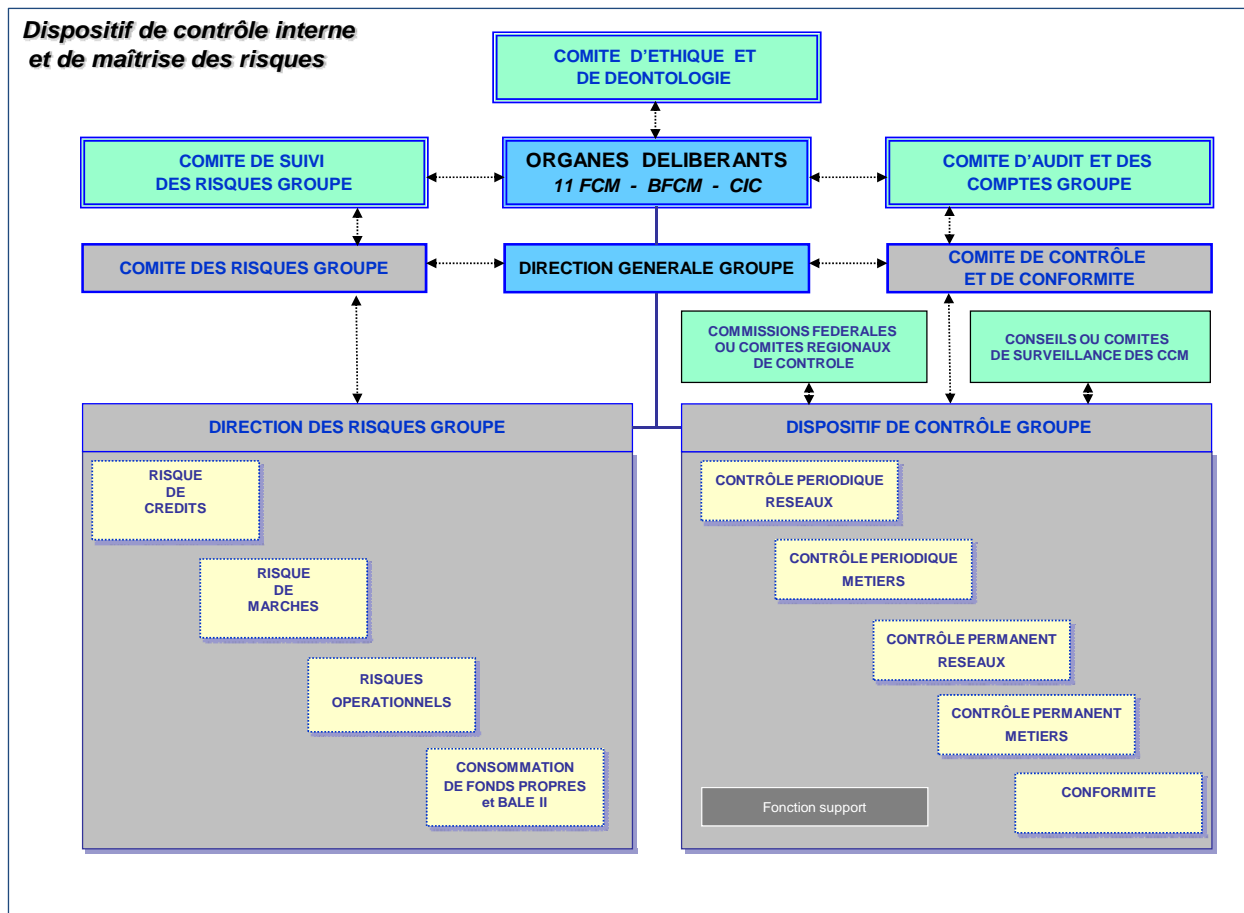 Dispositif de contrôle interne
et de maîtrise des risques
COMITE D'ETHIQUE ET
DE DEONTOLOGIE
COMITE DE SUIVI
DES RISQUES GROUPE
ORGANES DELIBERANTS
11 FCM - BFCM - CIC
COMITE D'AUDIT ET DES
COMPTES GROUPE
COMITE DES RISQUES GROUPE
DIRECTION GENERALE GROUPE
COMITE DE CONTRÔLE
ET DE CONFORMITE
COMMISSIONS FEDERALES
OU COMITES REGIONAUX
DE CONTROLE
CONSEILS OU COMITES
DE SURVEILLANCE DES CCM
DIRECTION DES RISQUES GROUPE
RISQUE
DE
CREDITS
RISQUE
DE
MARCHES
RISQUES
OPERATIONNELS
CONSOMMATION
DE FONDS PROPRES
et BALE II
DISPOSITIF DE CONTRÔLE GROUPE
CONTRÔLE PERIODIQUE
RESEAUX
CONTRÔLE PERIODIQUE
METIERS
CONTRÔLE PERMANENT
RESEAUX
CONTRÔLE PERMANENT
METIERS
CONFORMITE
Fonction support